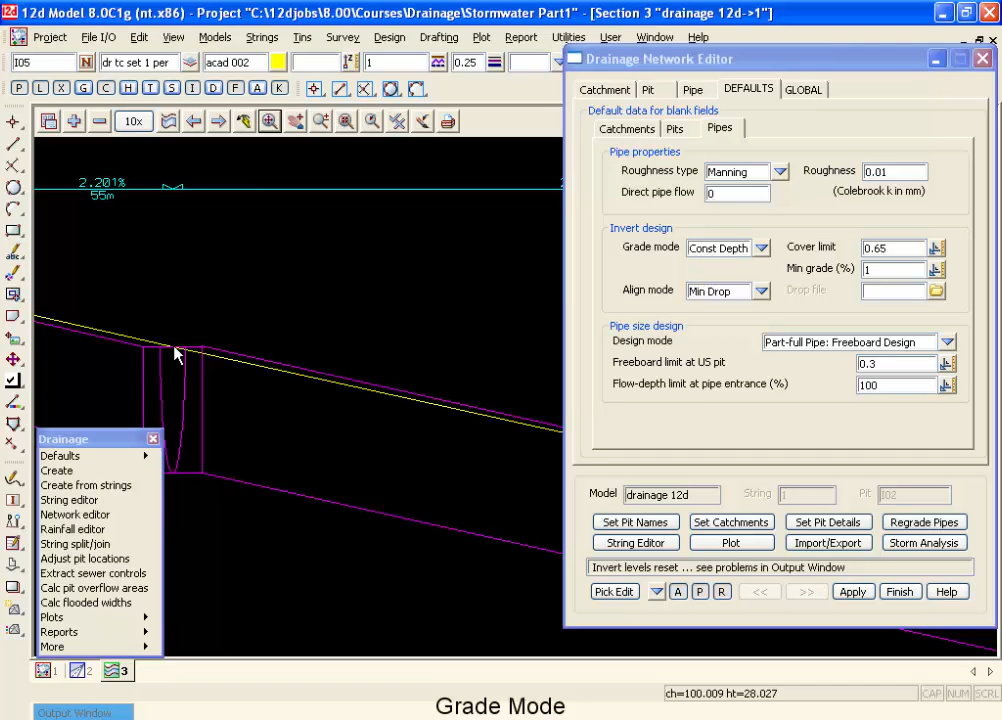 12d Model 8.0C1g (nt.x86) - Project "C:\12djobs\8.00\Courses\Drainage\Stormwater Part1" - [Section 3 "drainage 12d->1"]
Project File I/O Edit View Models Strings Tins Survey Design Drafting Plot Report Utilities User Window Help
I05 N dr tc set 1 per acad 002 1 0.25
P L X G C H T S I D F A K
10x
2.201%
55m
Drainage Network Editor
Catchment Pit Pipe DEFAULTS GLOBAL
Default data for blank fields
Catchments Pits Pipes
Pipe properties
Roughness type Manning Roughness 0.01
Direct pipe flow 0 (Colebrook k in mm)
Invert design
Grade mode Const Depth Cover limit 0.65
Min grade (%) 1
Align mode Min Drop Drop file
Pipe size design
Design mode Part-full Pipe: Freeboard Design
Freeboard limit at US pit 0.3
Flow-depth limit at pipe entrance (%) 100
Model drainage 12d String 1 Pit I02
Set Pit Names Set Catchments Set Pit Details Regrade Pipes
String Editor Plot Import/Export Storm Analysis
Invert levels reset ... see problems in Output Window
Pick Edit A P R << >> Apply Finish Help
Drainage
Defaults
Create
Create from strings
String editor
Network editor
Rainfall editor
String split/join
Adjust pit locations
Extract sewer controls
Calc pit overflow areas
Calc flooded widths
Plots
Reports
More
1 2 3
ch=100.009 ht=28.027 CAP NUM SCRL
Grade Mode
Output Window